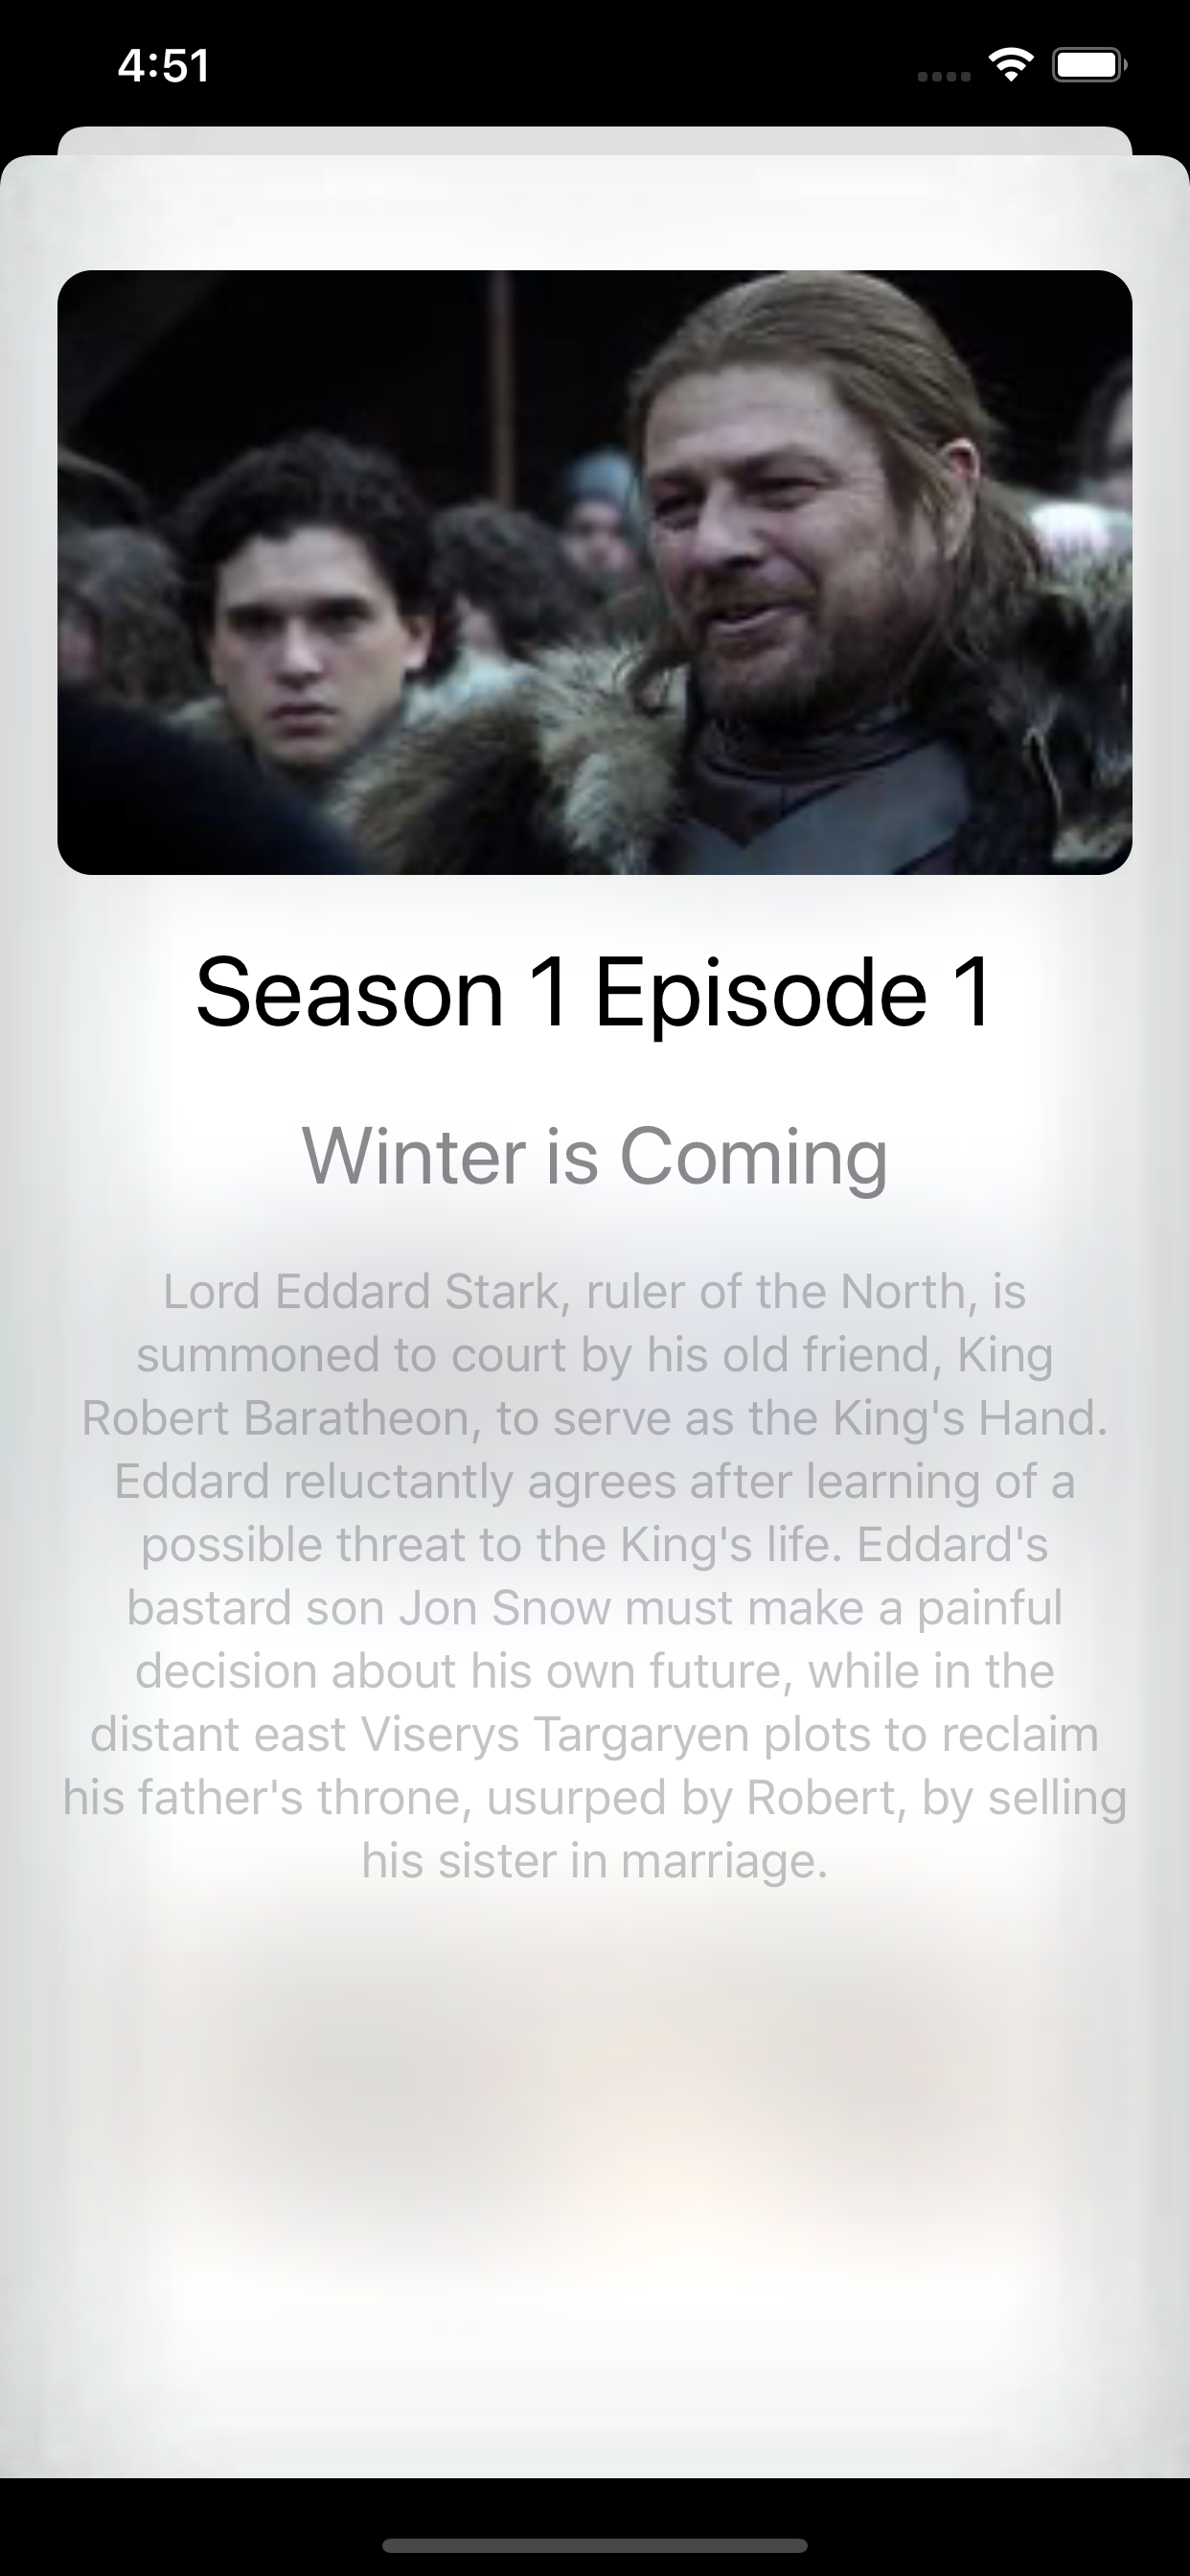 4:51
Season 1 Episode 1
Winter is Coming
Lord Eddard Stark, ruler of the North, is
summoned to court by his old friend, King
Robert Baratheon, to serve as the King's Hand.
Eddard reluctantly agrees after learning of a
possible threat to the King's life. Eddard's
bastard son Jon Snow must make a painful
decision about his own future, while in the
distant east Viserys Targaryen plots to reclaim
his father's throne, usurped by Robert, by selling
his sister in marriage.